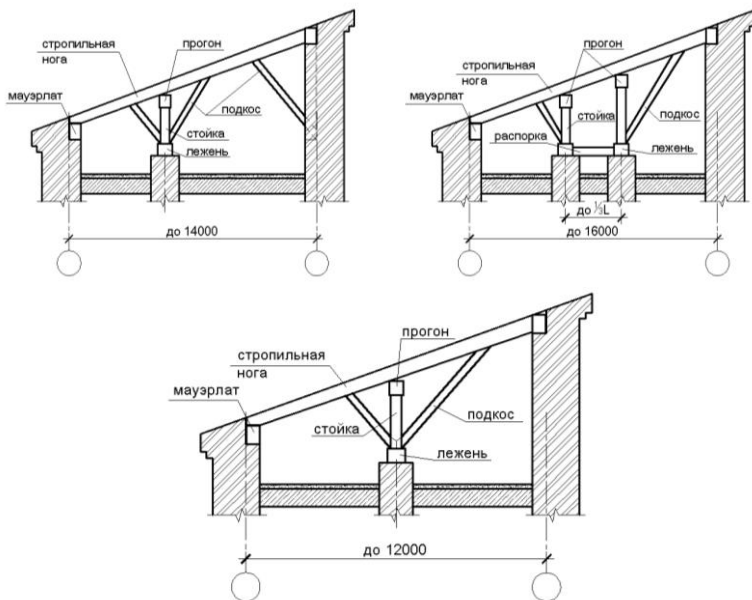 стропильная
нога
прогон
мауэрлат
подкос
стойка
лежень
до 14000
прогон
стропильная
нога
мауэрлат
стойка
подкос
распорка
лежень
до ⅓L
до 16000
прогон
стропильная
нога
мауэрлат
стойка
подкос
лежень
до 12000